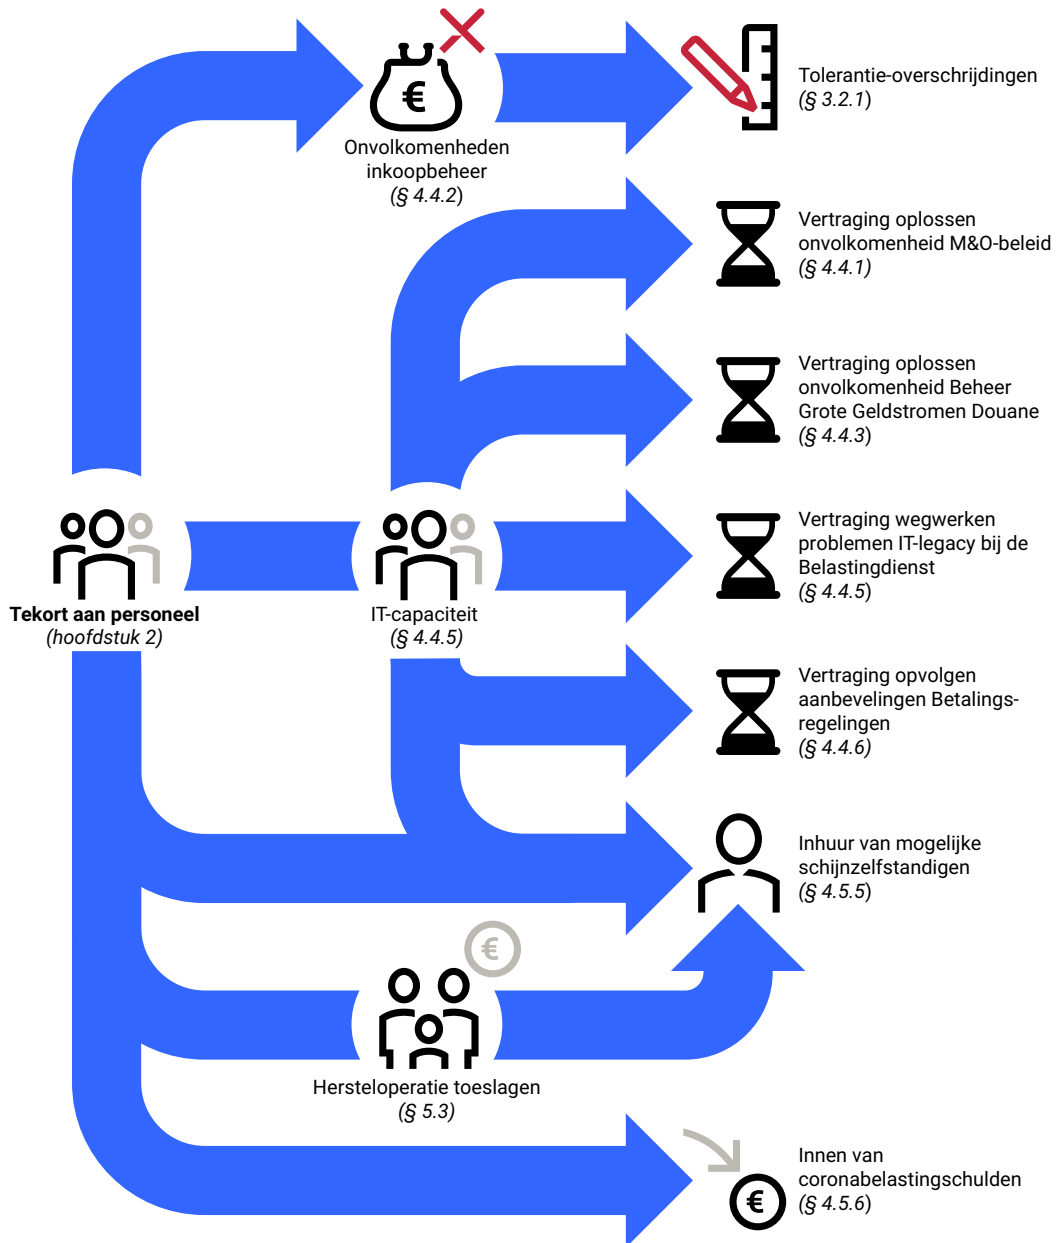 €
Onvolkomenheden
inkoopbeheer
(§ 4.4.2)
Tolerantie-overschrijdingen
(§ 3.2.1)
Vertraging oplossen
onvolkomenheid M&O-beleid
(§ 4.4.1)
Vertraging oplossen
onvolkomenheid Beheer
Grote Geldstromen Douane
(§ 4.4.3)
Tekort aan personeel
(hoofdstuk 2)
IT-capaciteit
(§ 4.4.5)
Vertraging wegwerken
problemen IT-legacy bij de
Belastingdienst
(§ 4.4.5)
Vertraging opvolgen
aanbevelingen Betalings-
regelingen
(§ 4.4.6)
Inhuur van mogelijke
schijnzelfstandigen
(§ 4.5.5)
€
Hersteloperatie toeslagen
(§ 5.3)
Innen van
coronabelastingschulden
(§ 4.5.6)
€